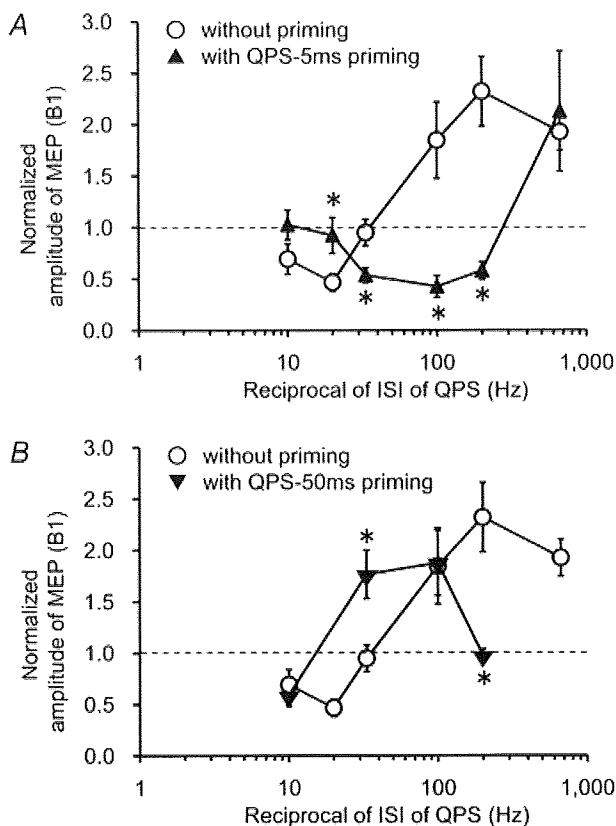 A
without priming
with QPS-5ms priming
Normalized
amplitude of MEP (B1)
3.0
2.5
2.0
1.5
1.0
0.5
0.0
*
*
*
*
1
10
100
1,000
Reciprocal of ISI of QPS (Hz)
B
without priming
with QPS-50ms priming
Normalized
amplitude of MEP (B1)
3.0
2.5
2.0
1.5
1.0
0.5
0.0
*
*
1
10
100
1,000
Reciprocal of ISI of QPS (Hz)